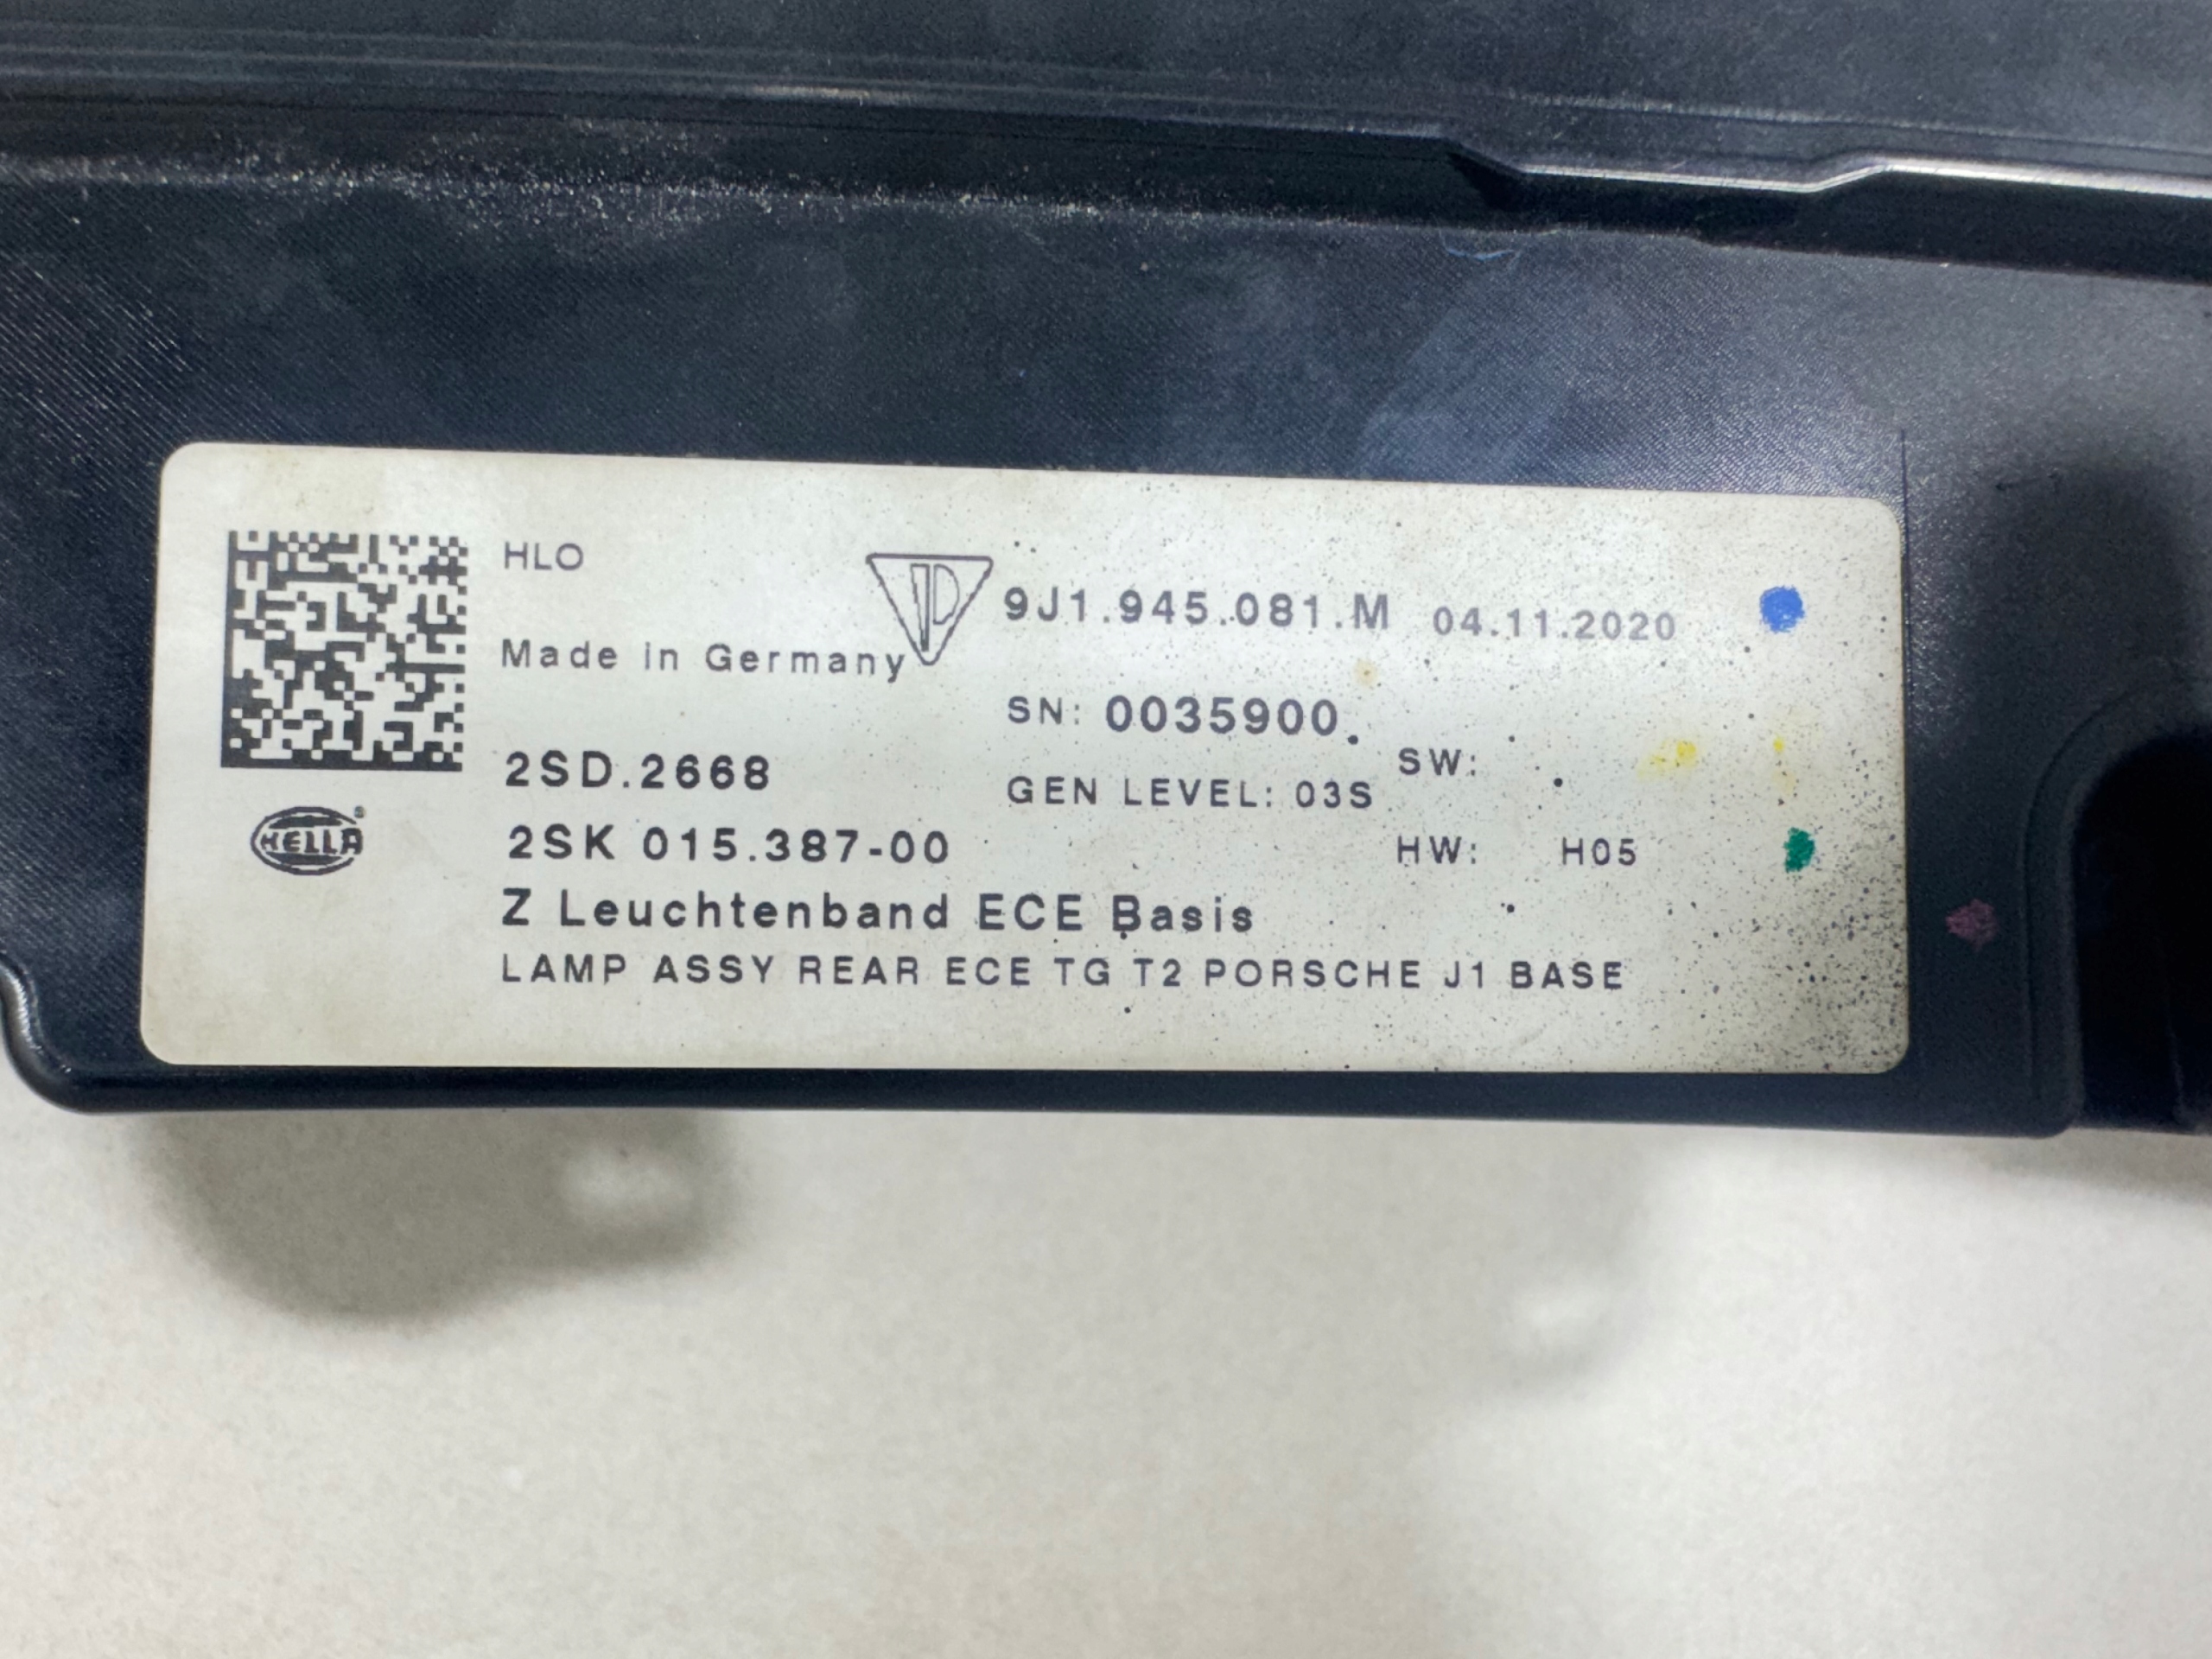 HLO
Made in Germany
9J1.945.081.M 04.11.2020
SN: 0035900
2SD.2668
SW:
GEN LEVEL: 03S
HELLA
2SK 015.387-00
HW: H05
Z Leuchtenband ECE Basis
LAMP ASSY REAR ECE TG T2 PORSCHE J1 BASE